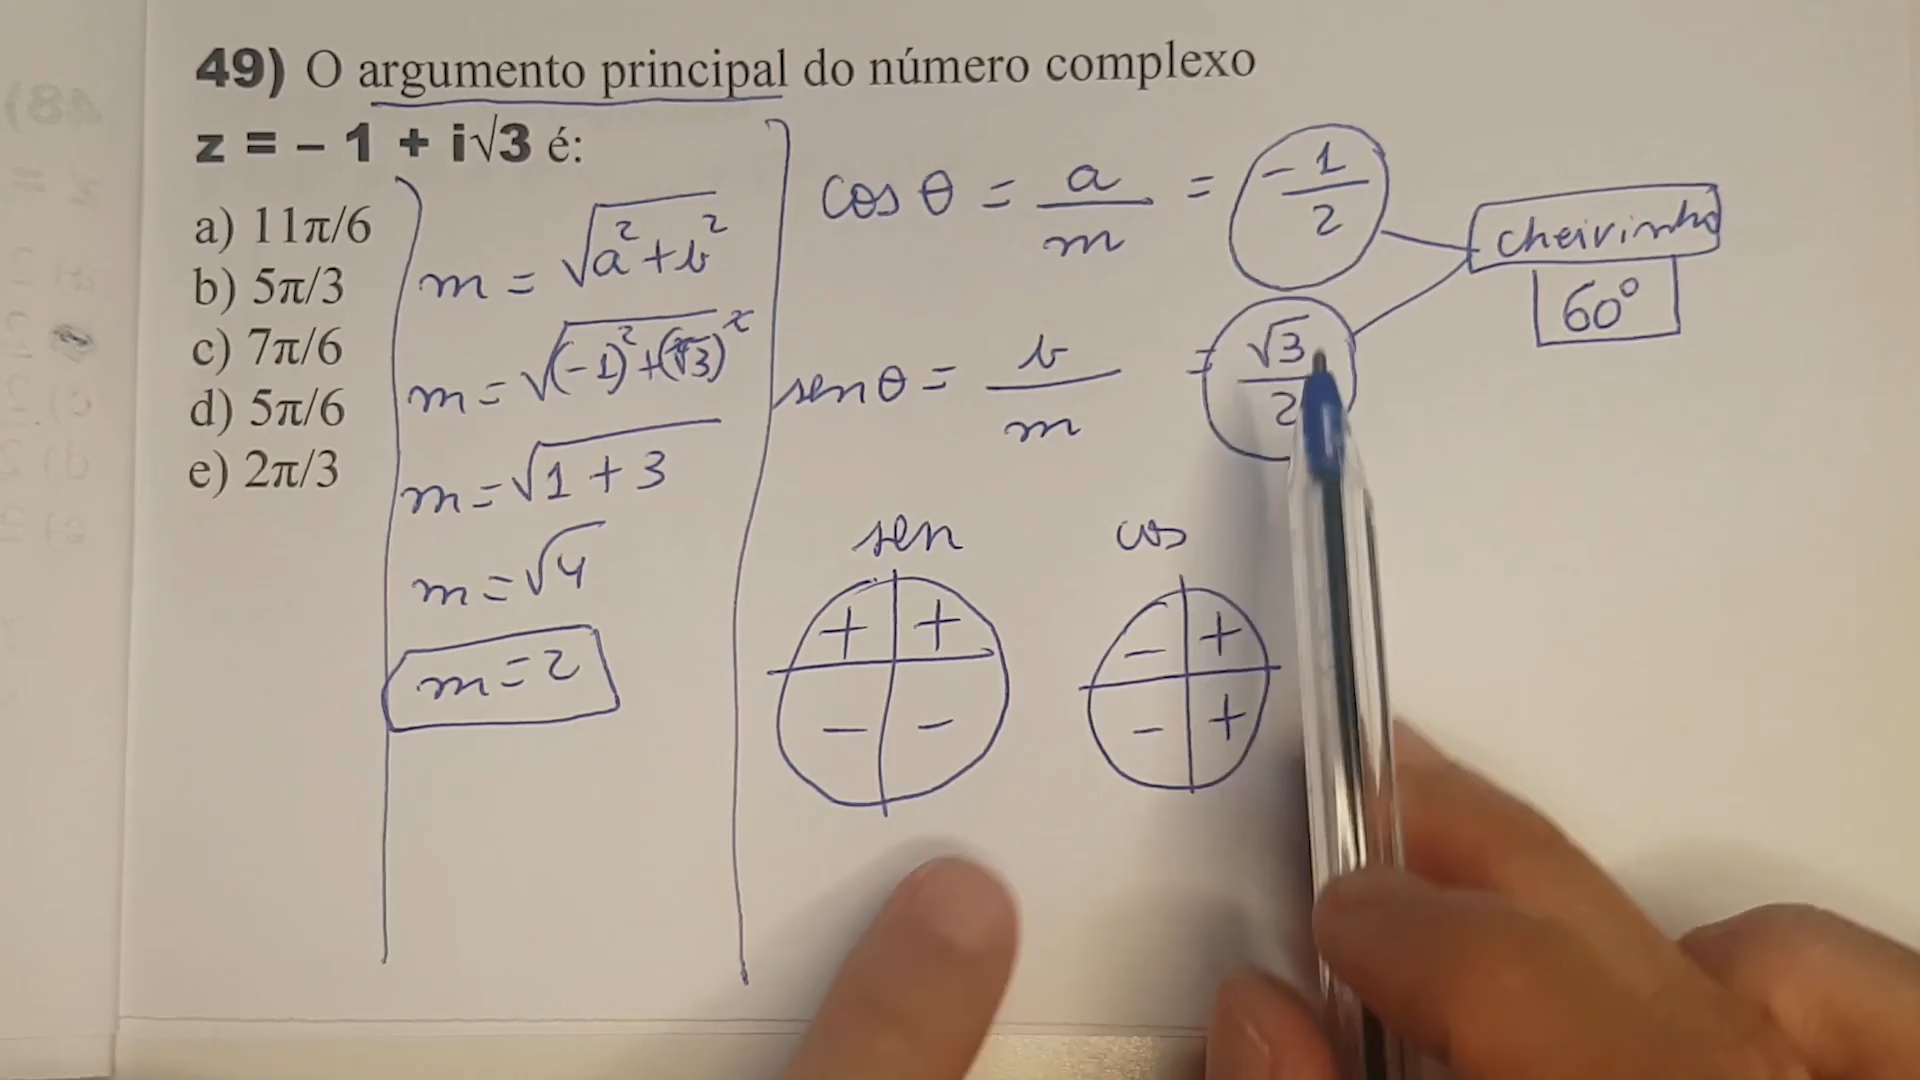 49) O argumento principal do número complexo
z = – 1 + i√3 é:
a) 11π/6
b) 5π/3
c) 7π/6
d) 5π/6
e) 2π/3
m = √a²+b²
m = √(-1)²+(√3)²
m = √1 + 3
m = √4
m = 2
cos θ = a/m = -1/2
sen θ = b/m = √3/2
cheirinho
60°
sen
+ +
- -
cos
- +
- +